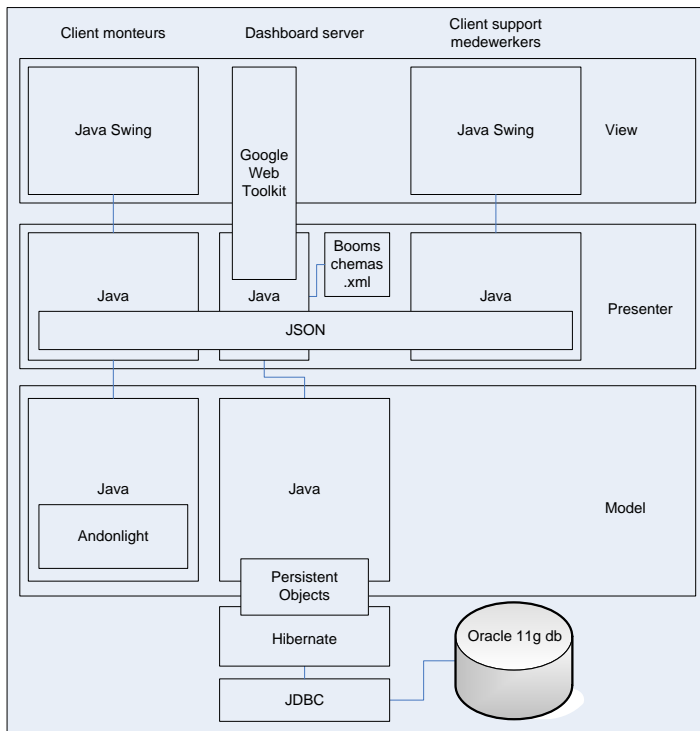 Client monteurs
Dashboard server
Client support
medewerkers
Java Swing
Google
Web
Toolkit
Java Swing
View
Java
Java
Booms
chemas
.xml
Java
Presenter
JSON
Java
Andonlight
Java
Model
Persistent
Objects
Hibernate
JDBC
Oracle 11g db